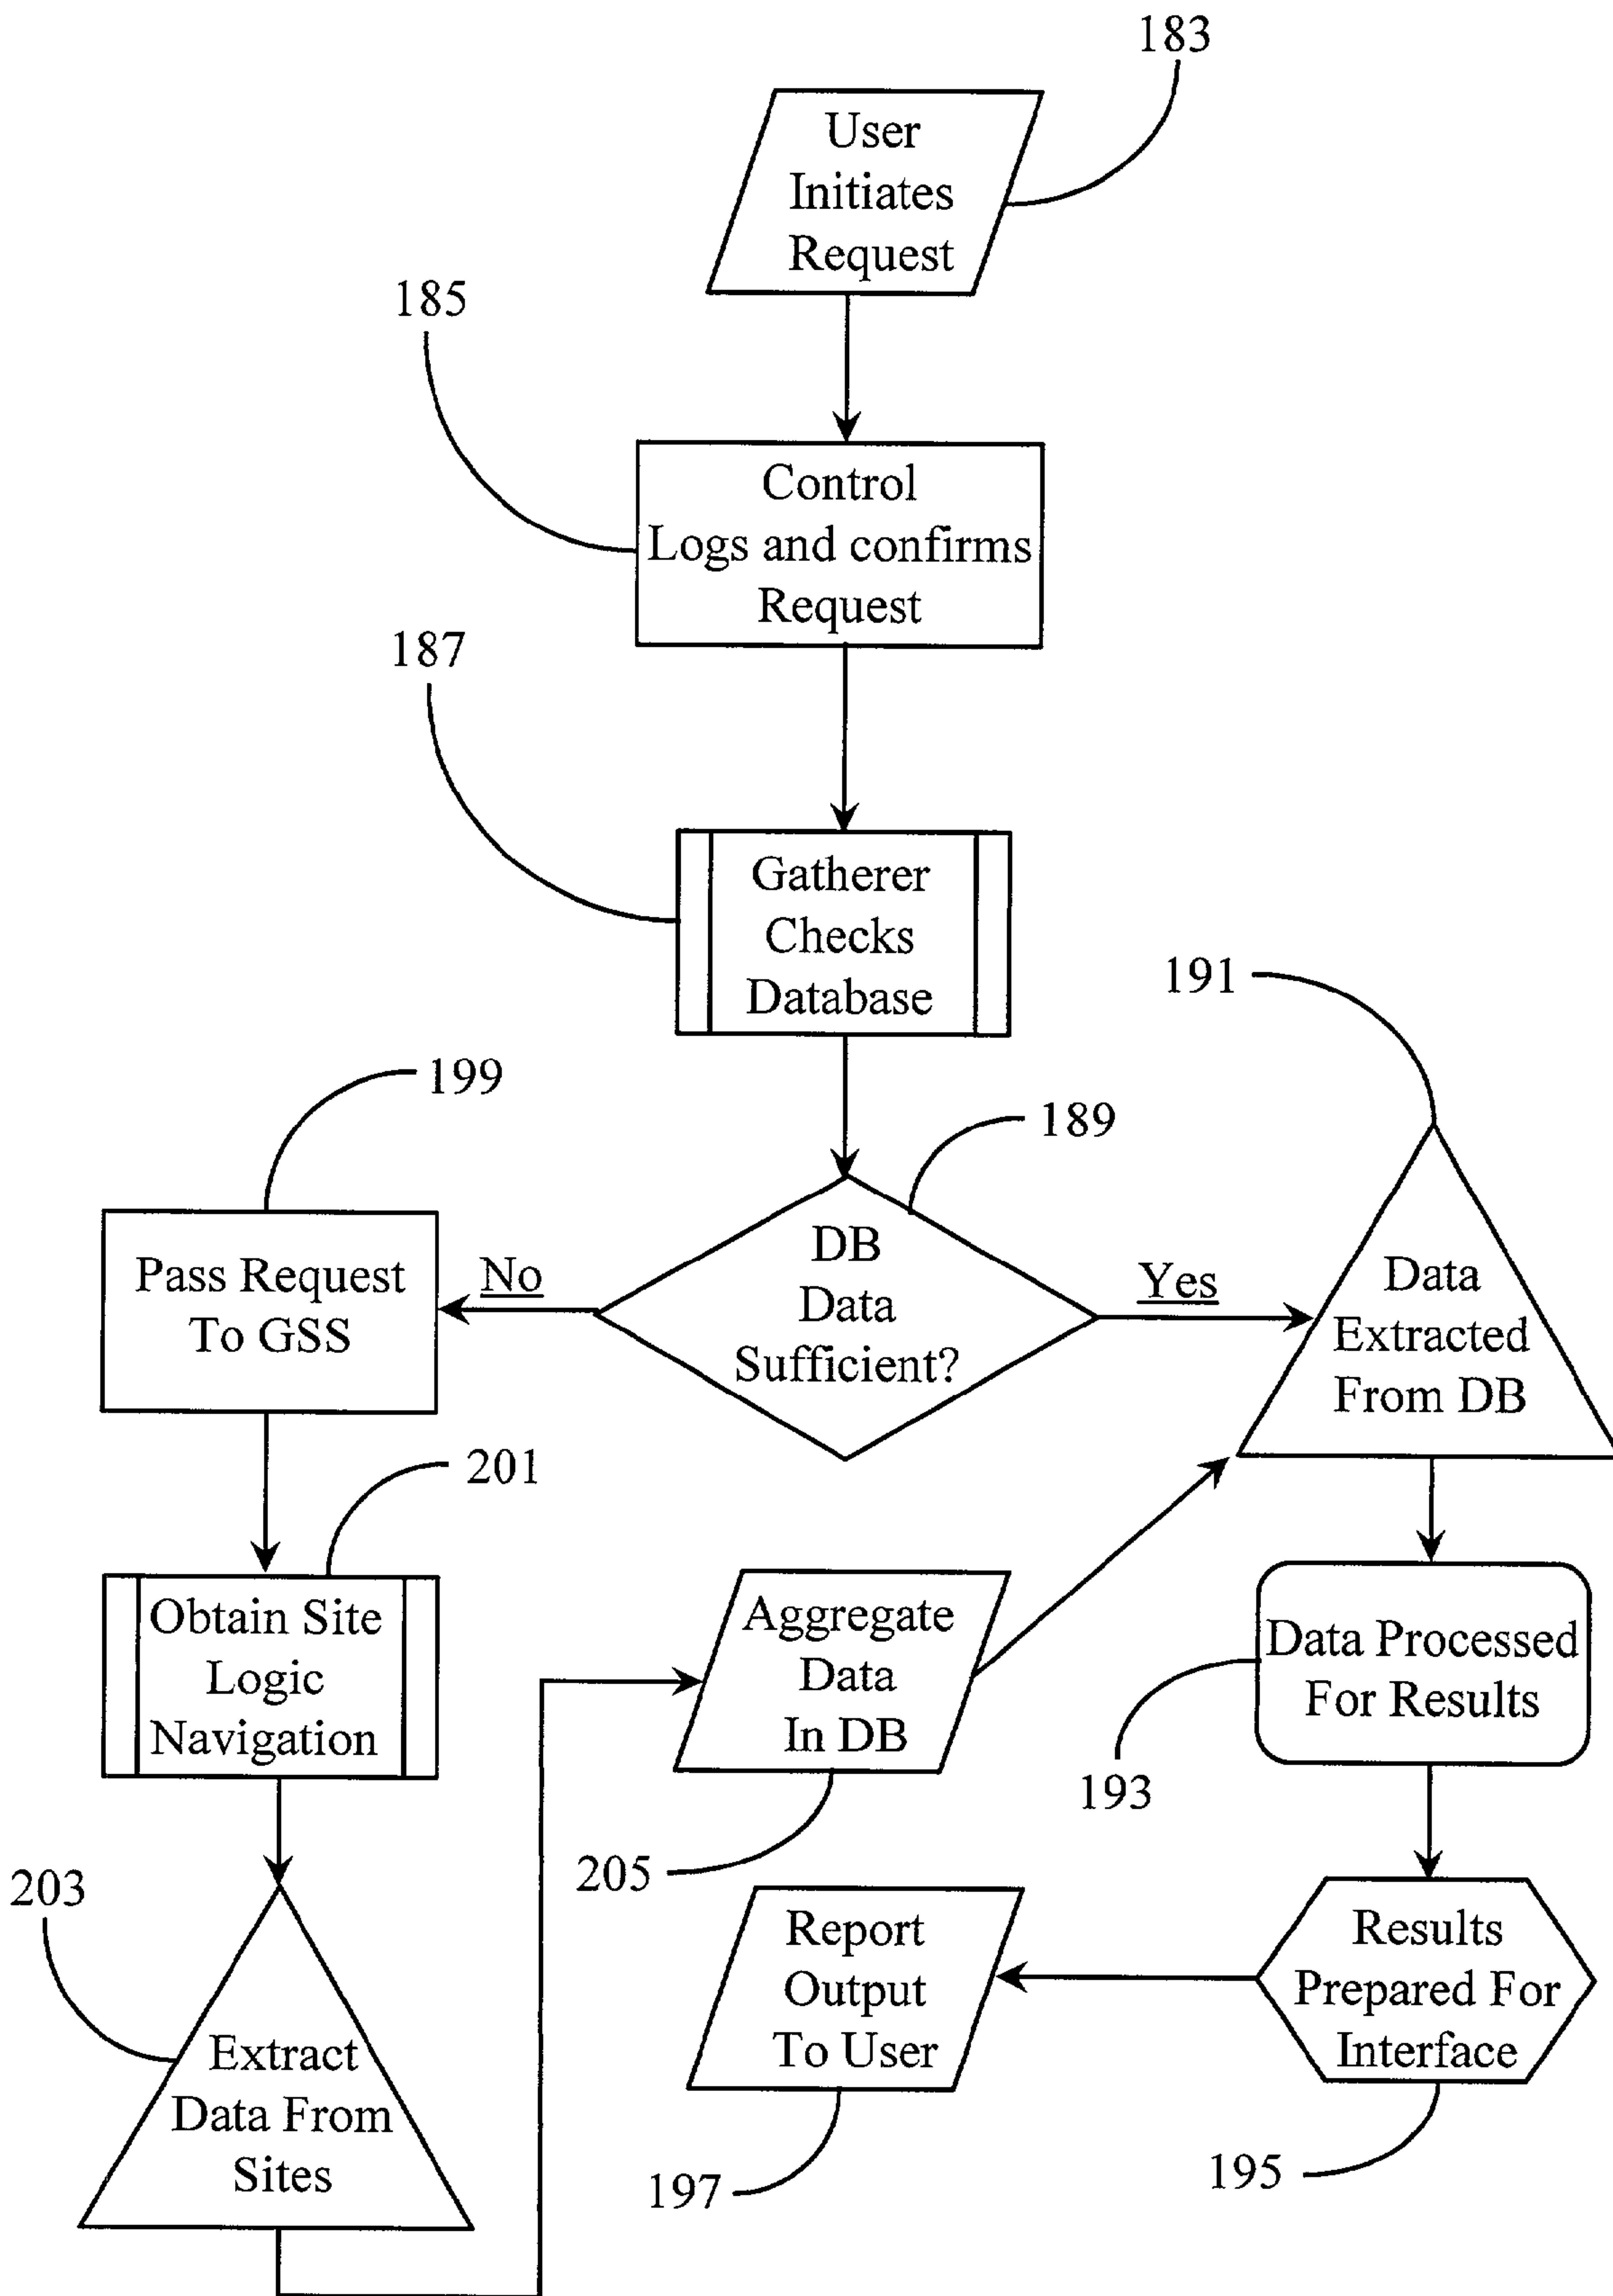 183
User
Initiates
Request
185
Control
Logs and confirms
Request
187
Gatherer
Checks
Database
191
199
189
Pass Request
To GSS
No
DB
Data
Sufficient?
Yes
Data
Extracted
From DB
201
Obtain Site
Logic
Navigation
Aggregate
Data
In DB
Data Processed
For Results
193
205
203
Report
Output
To User
Results
Prepared For
Interface
Extract
Data From
Sites
197
195